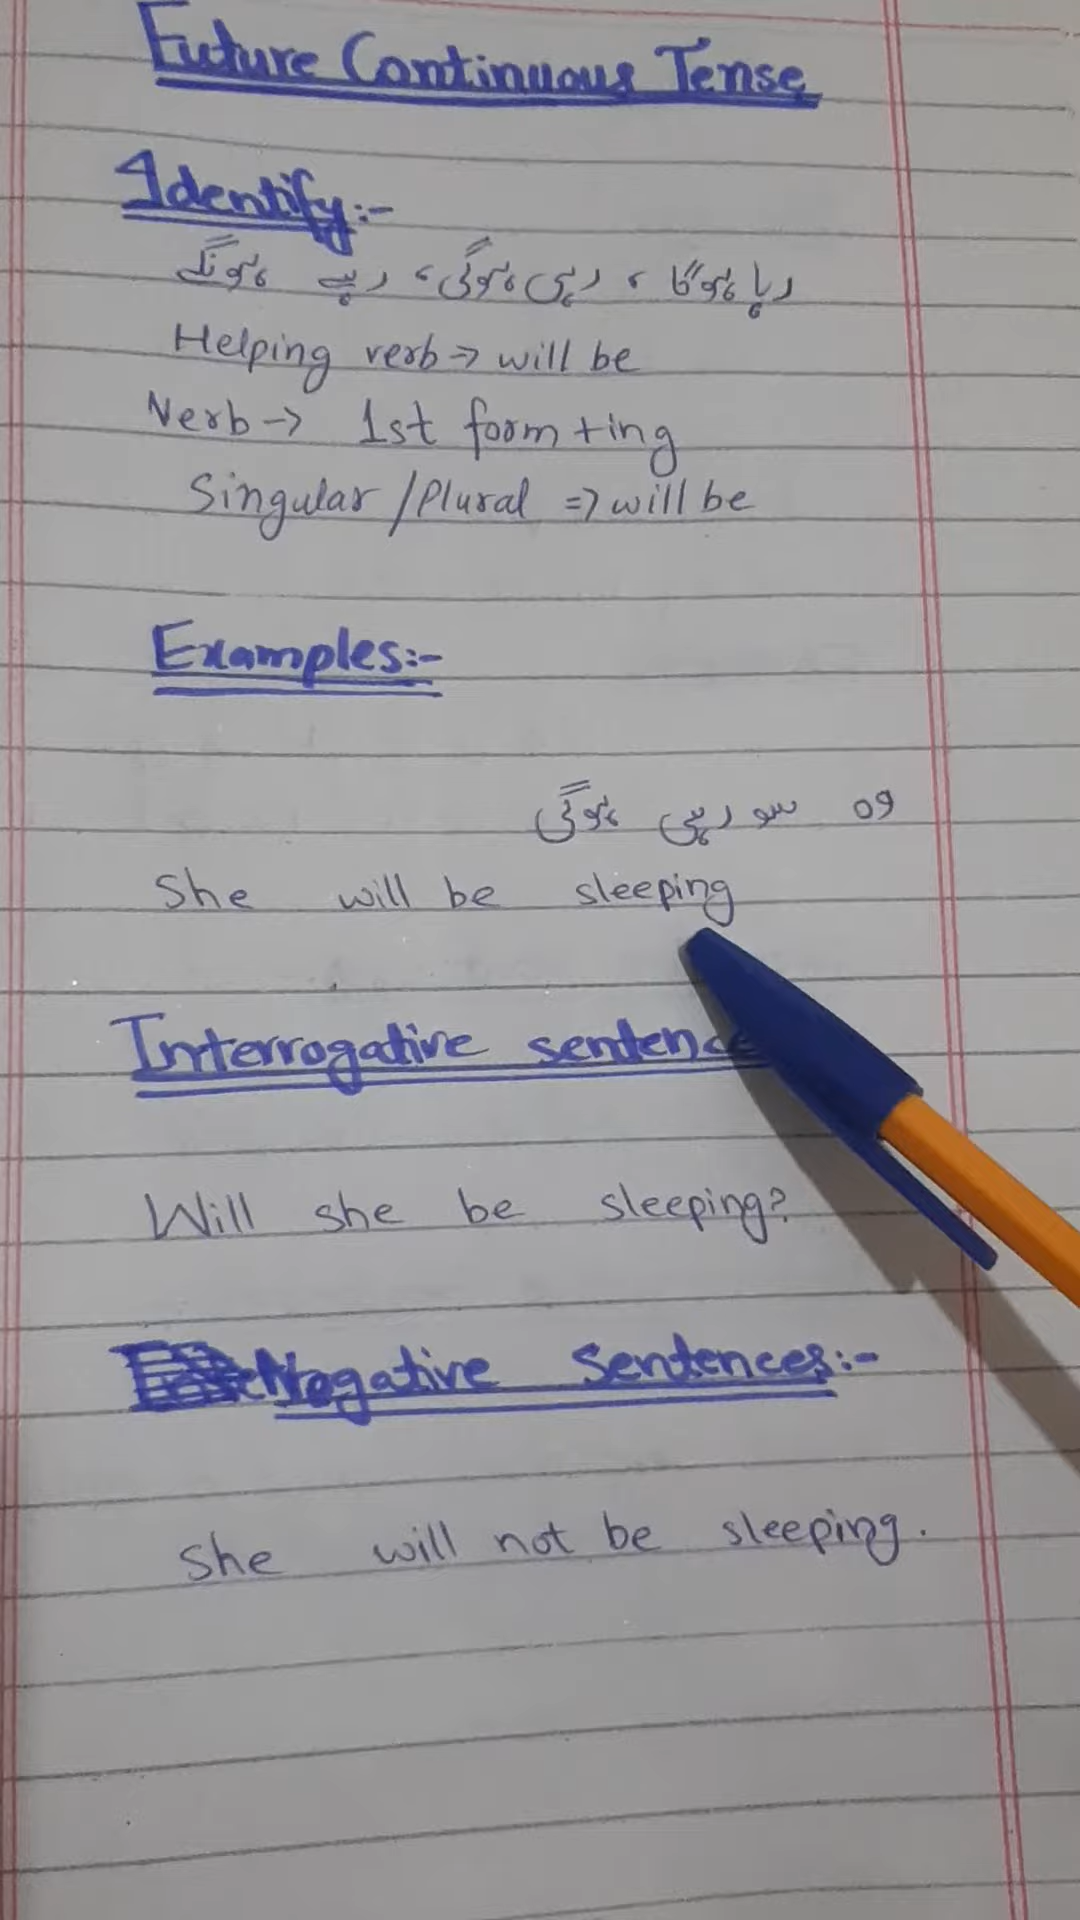 Future Continuous Tense
Identify:-
رہا ہوگا ، رہی ہوگی، رہے ہونگے
Helping verb → will be
Verb → 1st form +ing
Singular /Plural => will be
Examples:-
وہ سو رہی ہوگی
She will be sleeping
Interrogative sentence
Will she be sleeping?
Negative Sentences:-
She will not be sleeping.